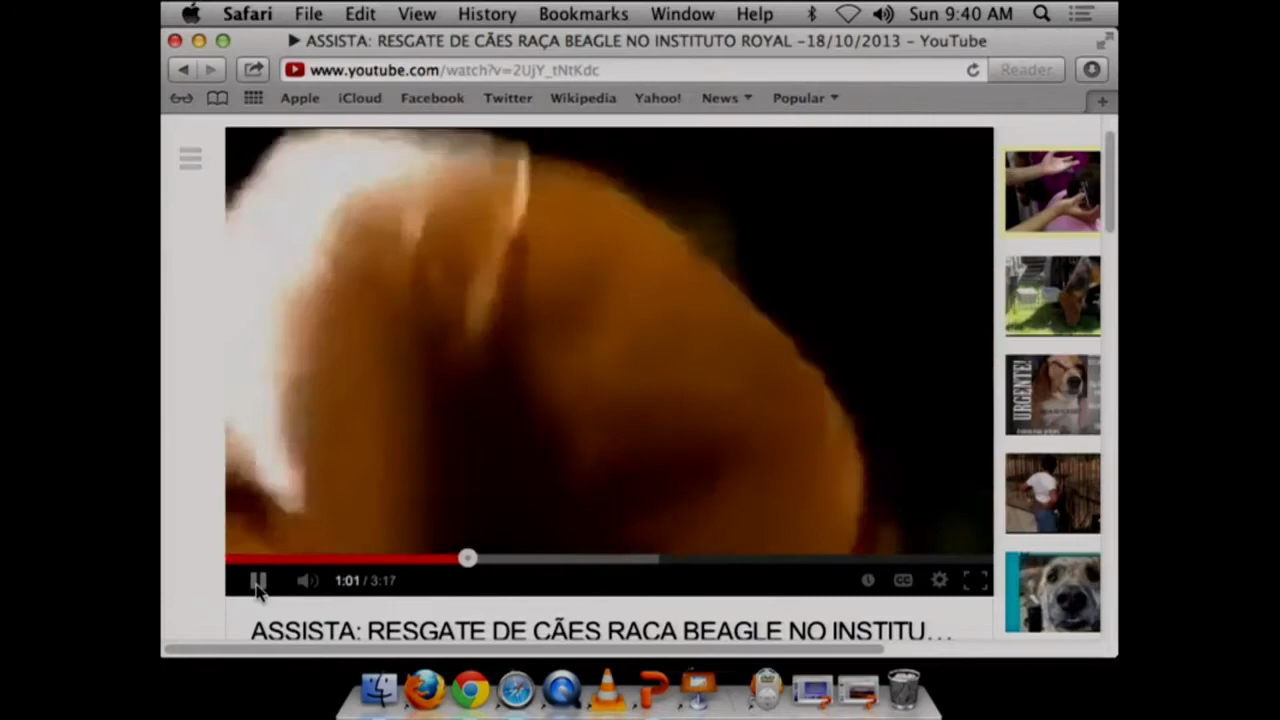 Safari File Edit View History Bookmarks Window Help Sun 9:40 AM
▶ ASSISTA: RESGATE DE CÃES RAÇA BEAGLE NO INSTITUTO ROYAL -18/10/2013 - YouTube
www.youtube.com/watch?v=2UjY_tNtKdc Reader
Apple iCloud Facebook Twitter Wikipedia Yahoo! News Popular
URGENTE!
1:01 / 3:17 CC
ASSISTA: RESGATE DE CÃES RAÇA BEAGLE NO INSTITU...